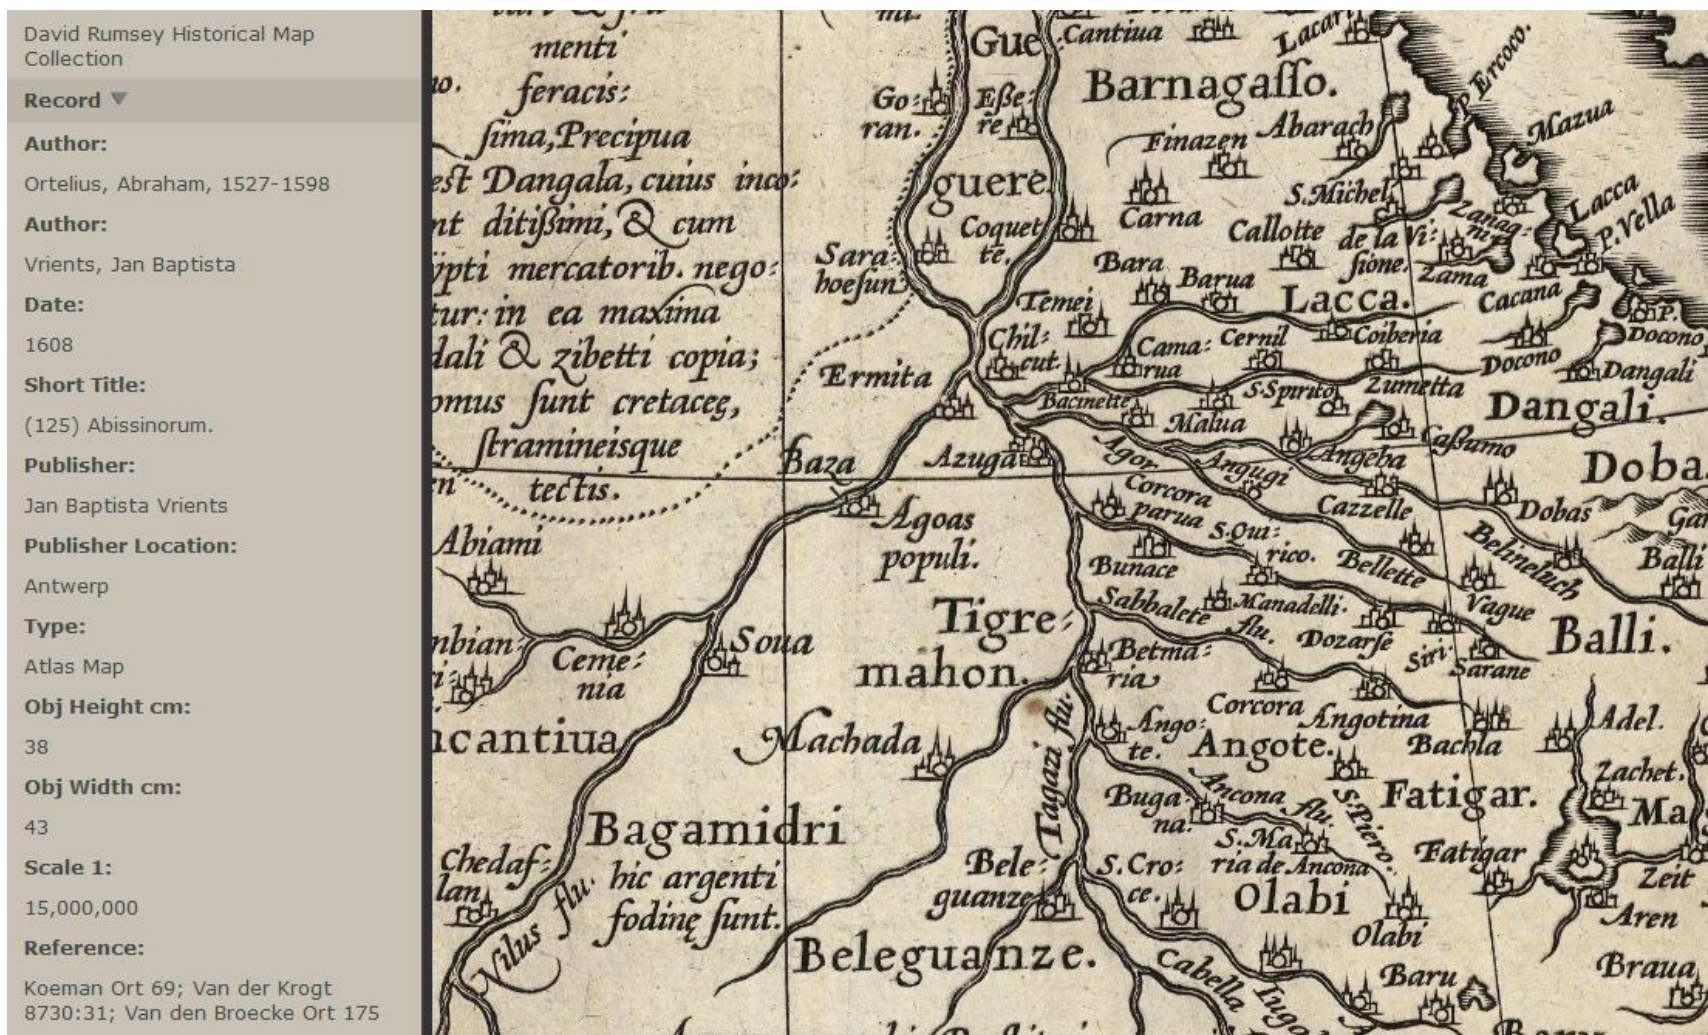 David Rumsey Historical Map
Collection
Record ▼
Author:
Ortelius, Abraham, 1527-1598
Author:
Vrients, Jan Baptista
Date:
1608
Short Title:
(125) Abissinorum.
Publisher:
Jan Baptista Vrients
Publisher Location:
Antwerp
Type:
Atlas Map
Obj Height cm:
38
Obj Width cm:
43
Scale 1:
15,000,000
Reference:
Koeman Ort 69; Van der Krogt
8730:31; Van den Broecke Ort 175
menti
feracis:
sima, Precipua
est Dangala, cuius inco:
nt ditißimi, & cum
ypti mercatorib. nego:
tur: in ea maxima
dali & zibetti copia;
omus sunt cretaceę,
stramineisque
tectis.
Gue
guere
Go:
ran.
Eße:
re
Coquet
te.
Sara
hoesun
Cantiua
Lacari
Barnagasso.
P. Ercoco.
Mazua
Finazen
Abarach
Carna
S. Michel
de la Vi:
sione.
Callotte
Zama
Lacca
P. Vella
Bara
Barua
Lacca.
Cacana
P.
Docono
Temei
Chil:
cut.
Cama:
rua
Cernil
Coiberia
Docono
Dangali
Ermita
Bacinette
S. Spirito
Zumetta
Dangali.
Malua
Caßumo
Baza
Azuga
Agor
Angugi
Angeba
Doba
Agoas
populi.
Corcora
parua
Cazzelle
Dobas
Gar
S. Qui:
rico.
Bellette
Belineluch
Balli
Abiami
Bunace
Sabbalete flu.
Manadelli.
Vague
Tigre:
mahon.
Dozarse
Siri
Sarane
Balli.
Soua
Ceme:
nia
nbian:
Betma:
ria
Corcora
Angotina
Bachla
Adel.
ncantiua
Machada
Tagazi flu.
Ango:
te.
Angote.
Zachet.
Buga:
na.
Ancona flu.
S. Piero.
Fatigar.
Ma
Bagamidri
hic argenti
fodinę sunt.
Chedaf:
lan
Nilus flu.
Bele:
guanze
S. Cro:
ce.
S. Ma
ria de Ancona
Olabi
Fatigar
Zeit
Aren
Olabi
Beleguanze.
Cabella
Baru
Braua